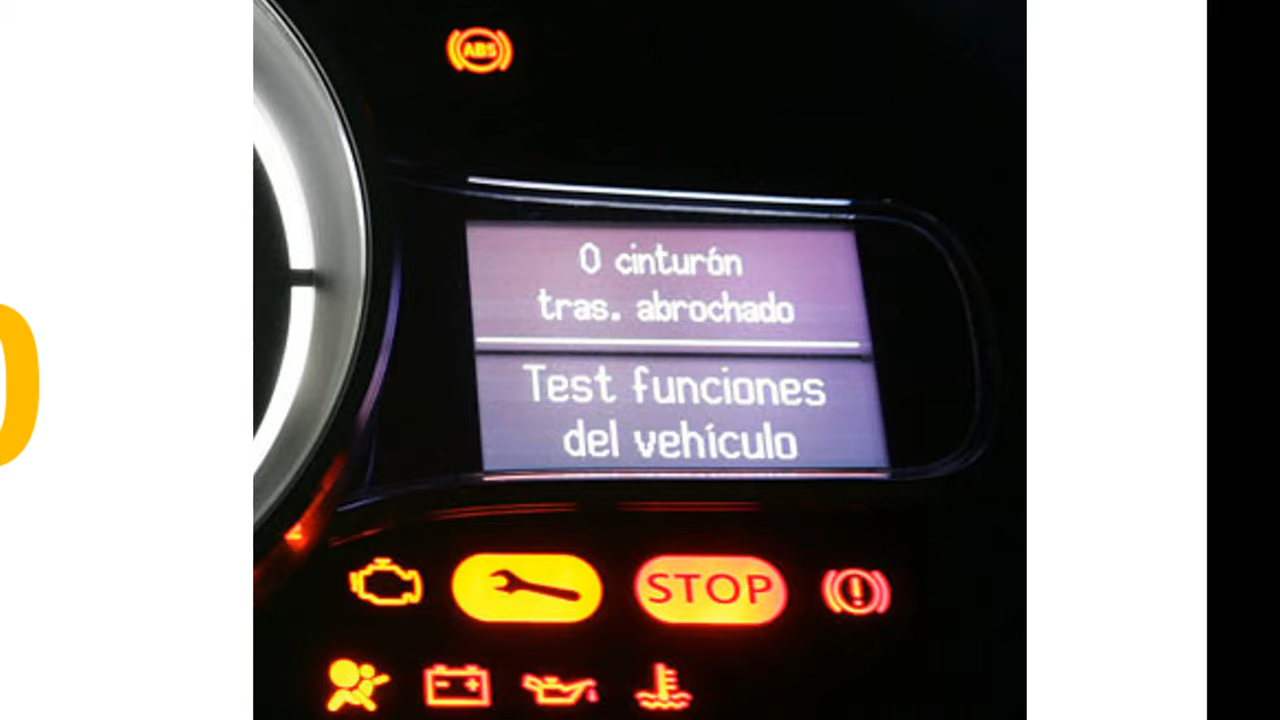 ABS
0 cinturón
tras. abrochado
Test funciones
del vehículo
STOP